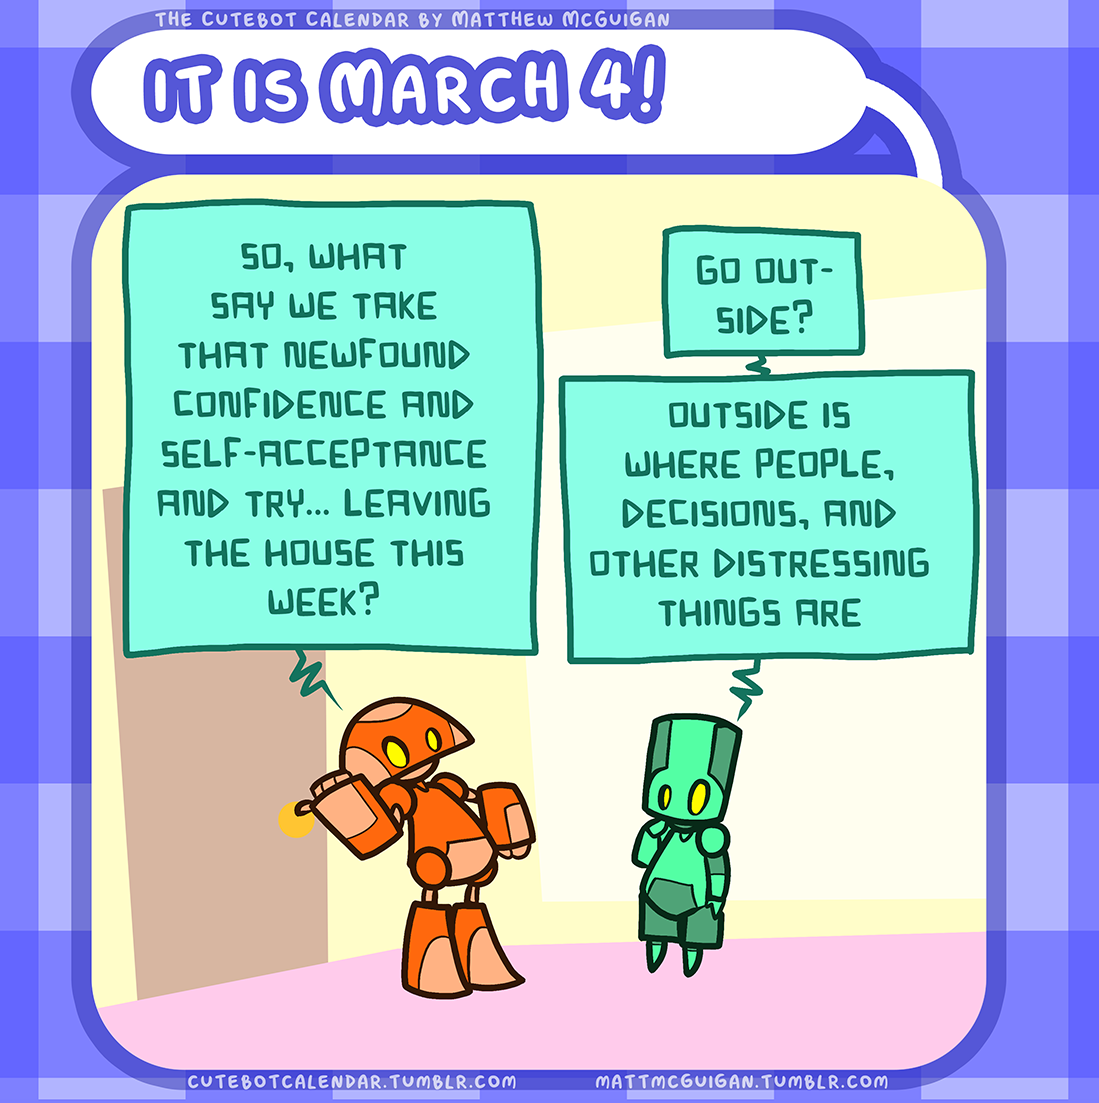 THE CUTEBOT CALENDAR BY MATTHEW MCGUIGAN
IT IS MARCH 4!
SO, WHAT
SAY WE TAKE
THAT NEWFOUND
CONFIDENCE AND
SELF-ACCEPTANCE
AND TRY... LEAVING
THE HOUSE THIS
WEEK?
GO OUT-
SIDE?
OUTSIDE IS
WHERE PEOPLE,
DECISIONS, AND
OTHER DISTRESSING
THINGS ARE
CUTEBOTCALENDAR.TUMBLR.COM
MATTMCGUIGAN.TUMBLR.COM